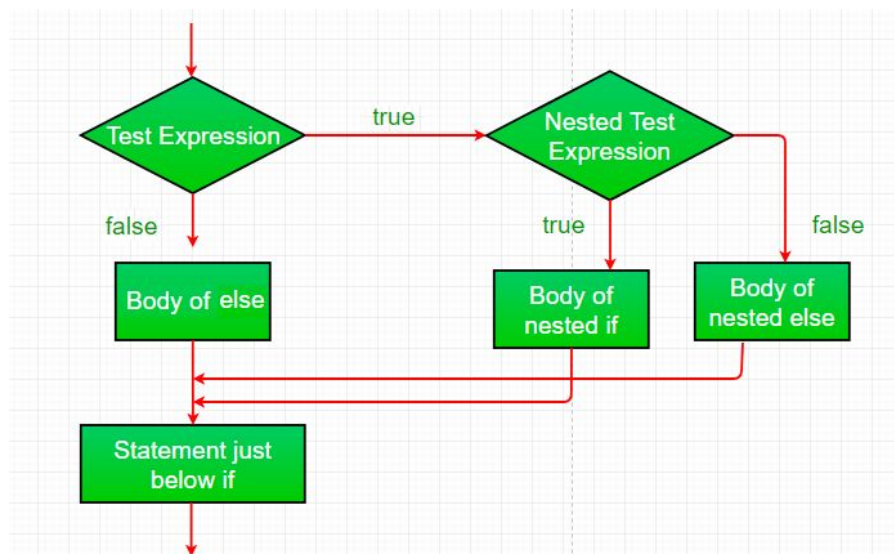 Test Expression
true
Nested Test
Expression
false
true
false
Body of else
Body of
nested if
Body of
nested else
Statement just
below if